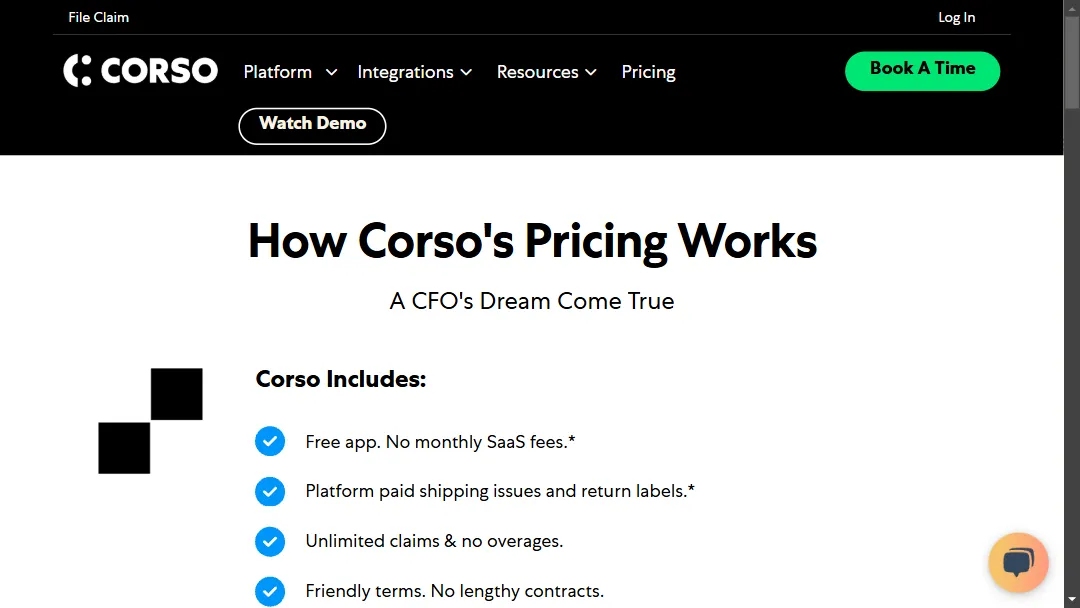 File Claim
Log In
CORSO
Platform
Integrations
Resources
Pricing
Book A Time
Watch Demo
How Corso's Pricing Works
A CFO's Dream Come True
Corso Includes:
Free app. No monthly SaaS fees.*
Platform paid shipping issues and return labels.*
Unlimited claims & no overages.
Friendly terms. No lengthy contracts.